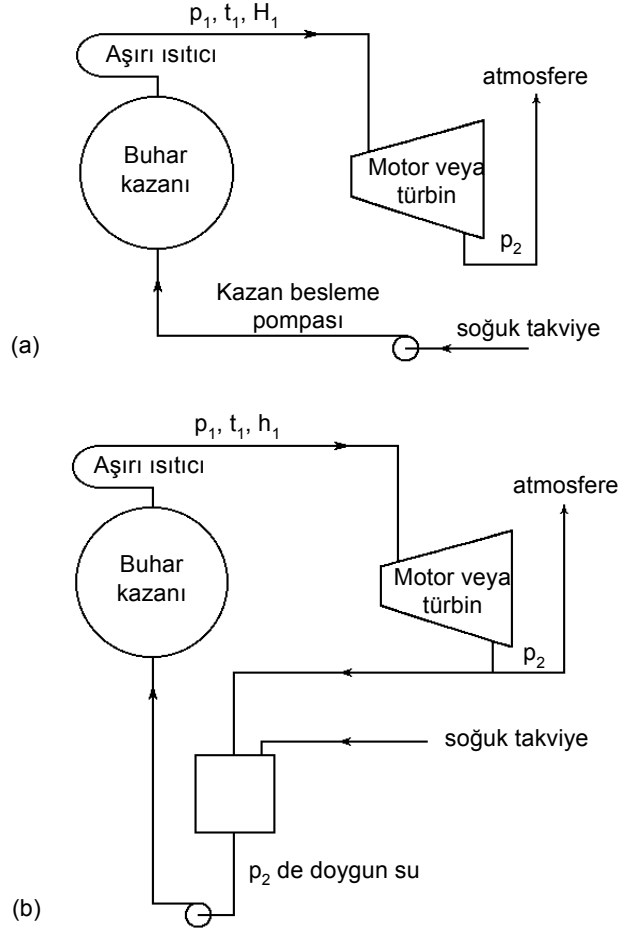 p₁, t₁, H₁
Aşırı ısıtıcı
atmosfere
Buhar
kazanı
Motor veya
türbin
p₂
Kazan besleme
pompası
soğuk takviye
(a)
p₁, t₁, h₁
Aşırı ısıtıcı
atmosfere
Buhar
kazanı
Motor veya
türbin
p₂
soğuk takviye
p₂ de doygun su
(b)